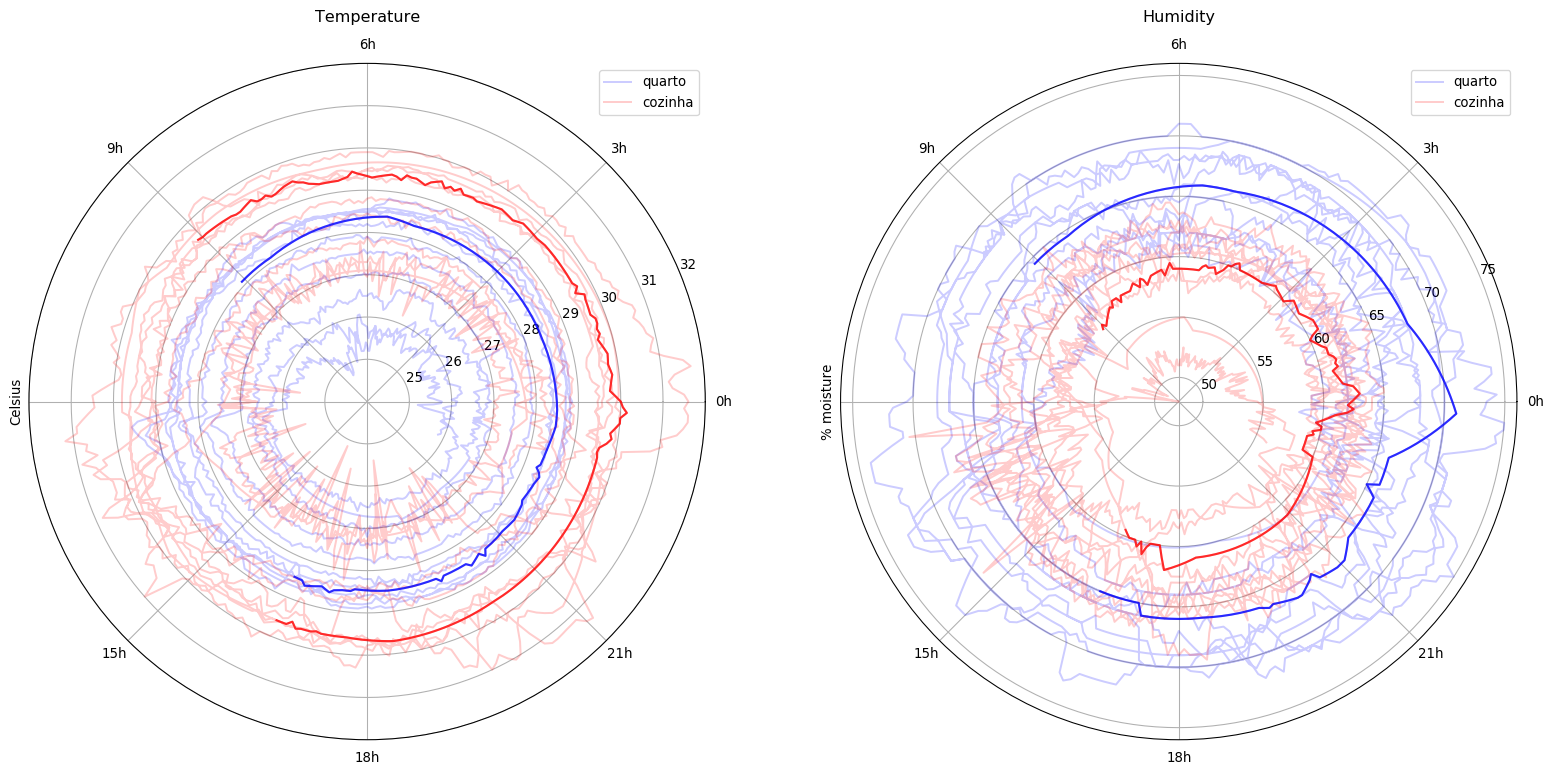 Temperature
6h
quarto
cozinha
9h
3h
32
31
30
29
28
27
26
25
Celsius
0h
15h
21h
18h
Humidity
6h
quarto
cozinha
9h
3h
75
70
65
60
55
50
% moisture
0h
15h
21h
18h